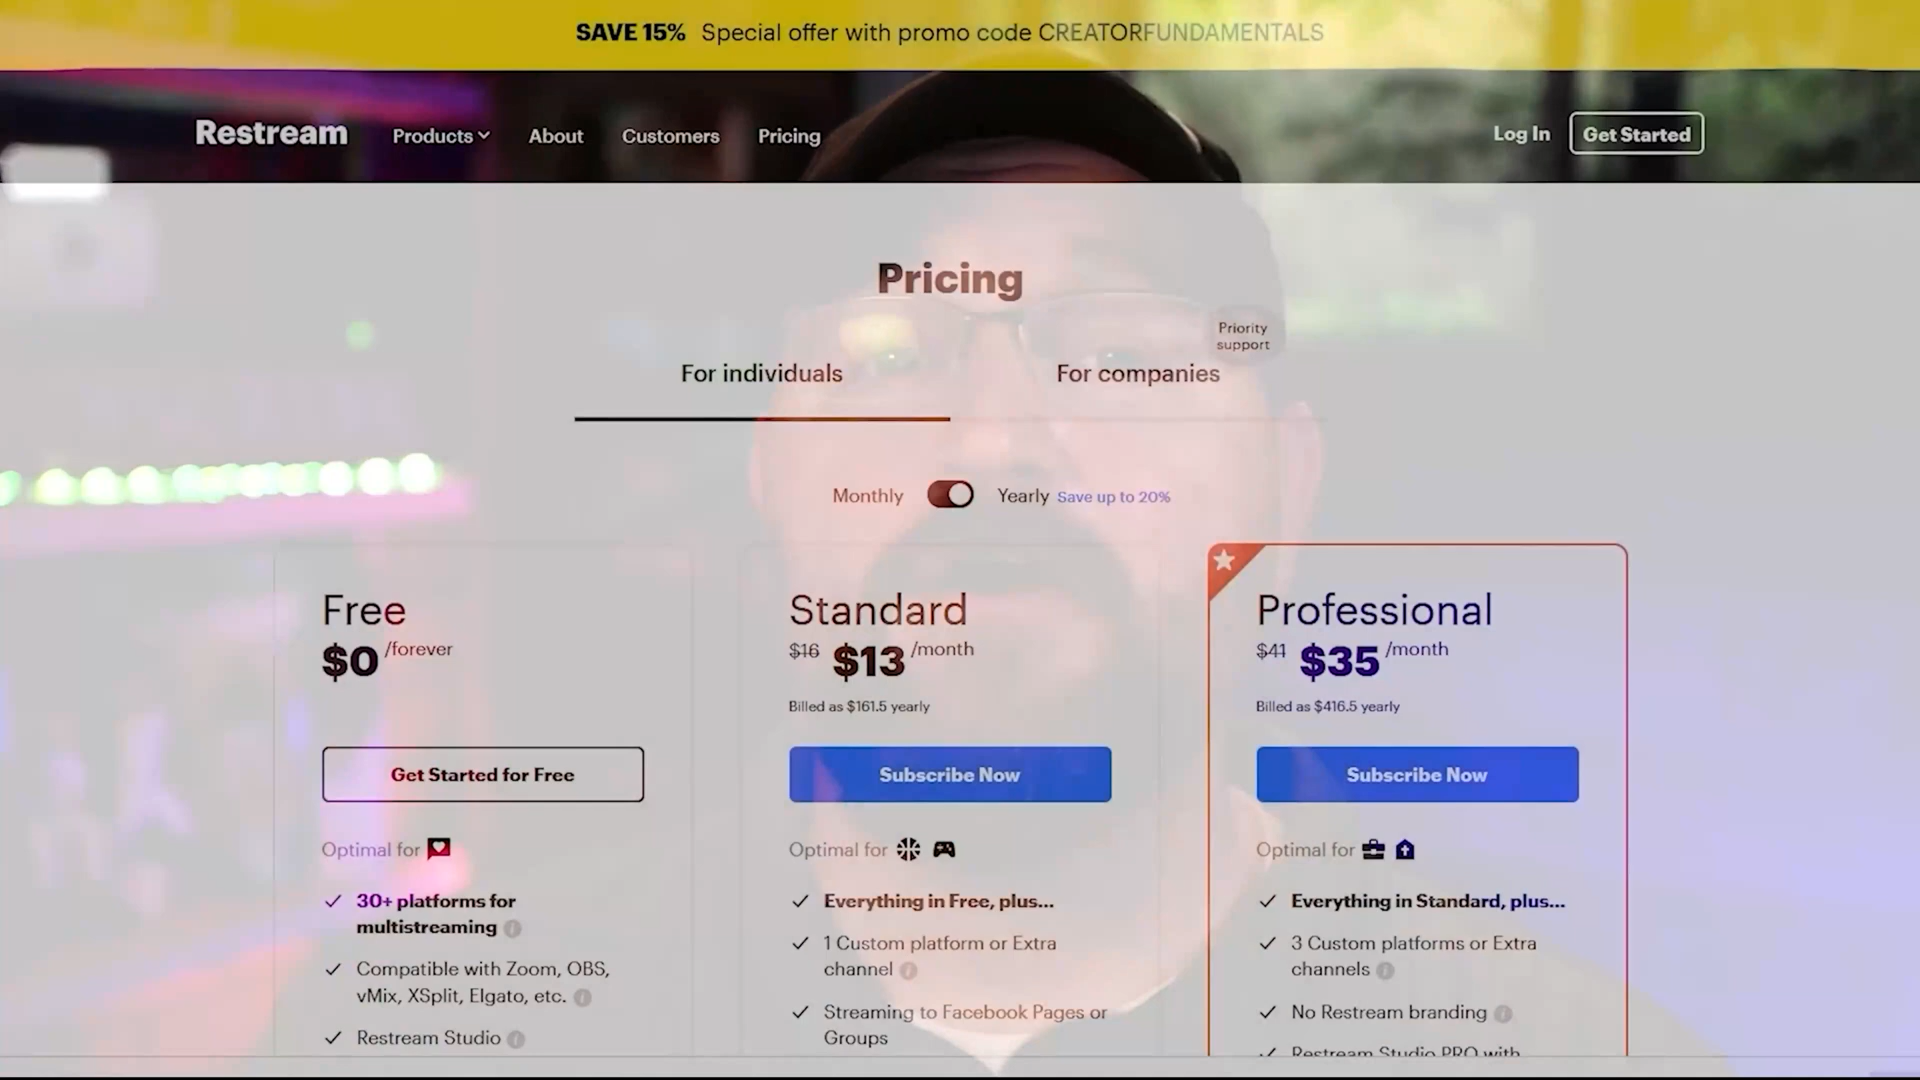 SAVE 15% Special offer with promo code CREATORFUNDAMENTALS
Restream Products About Customers Pricing Log In Get Started
Pricing
Priority
support
For individuals For companies
Monthly Yearly Save up to 20%
Free
$0 /forever
Get Started for Free
Optimal for
30+ platforms for
multistreaming
Compatible with Zoom, OBS,
vMix, XSplit, Elgato, etc.
Restream Studio
Standard
$16 $13 /month
Billed as $161.5 yearly
Subscribe Now
Optimal for
Everything in Free, plus...
1 Custom platform or Extra
channel
Streaming to Facebook Pages or
Groups
Professional
$41 $35 /month
Billed as $416.5 yearly
Subscribe Now
Optimal for
Everything in Standard, plus...
3 Custom platforms or Extra
channels
No Restream branding
Restream Studio PRO with